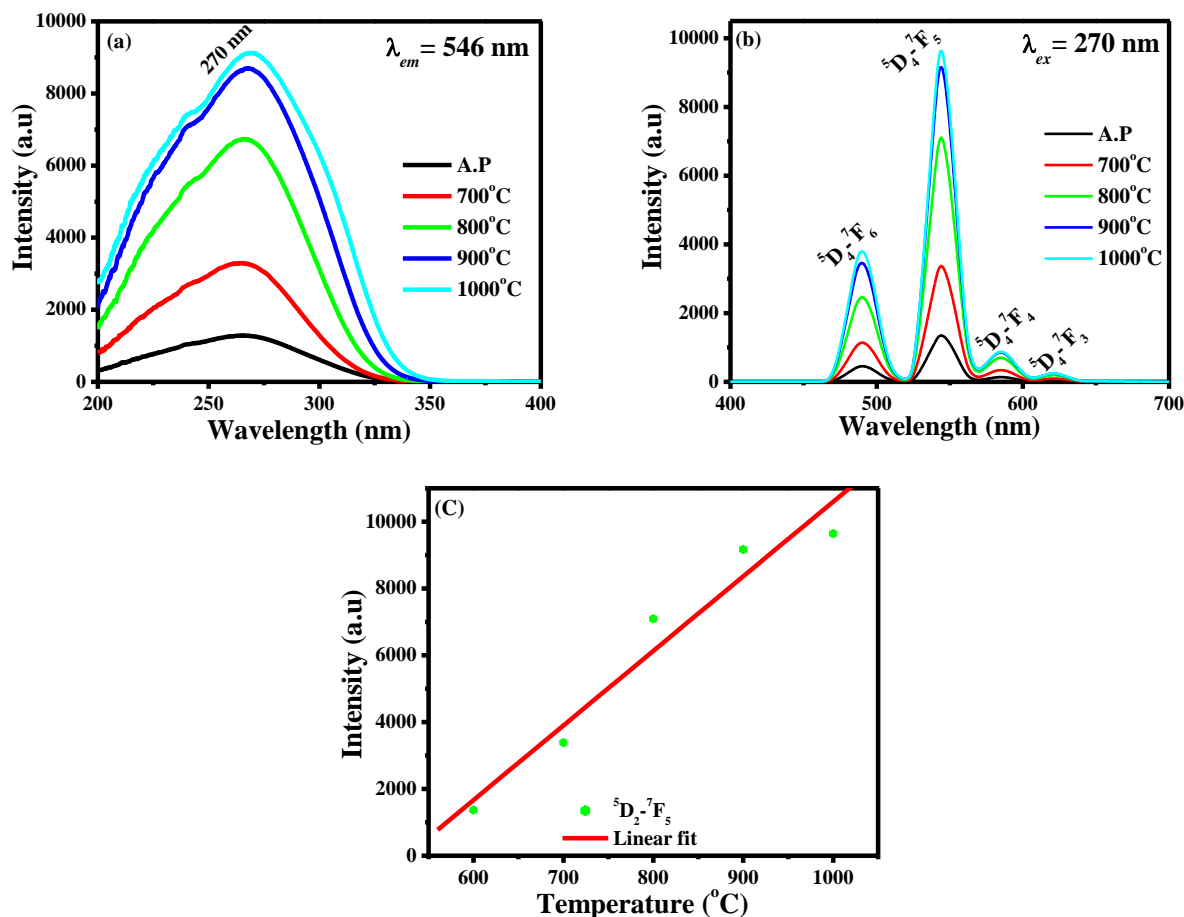 (a)
270 nm
λem = 546 nm
A.P
700°C
800°C
900°C
1000°C
10000
8000
6000
4000
2000
0
200
250
300
350
400
Wavelength (nm)
Intensity (a.u)
(b)
⁵D₄-⁷F₅
λex = 270 nm
⁵D₄-⁷F₆
⁵D₄-⁷F₄
⁵D₄-⁷F₃
A.P
700°C
800°C
900°C
1000°C
10000
8000
6000
4000
2000
0
400
500
600
700
Wavelength (nm)
Intensity (a.u)
(C)
10000
8000
6000
4000
2000
0
⁵D₂-⁷F₅
Linear fit
600
700
800
900
1000
Temperature (°C)
Intensity (a.u)